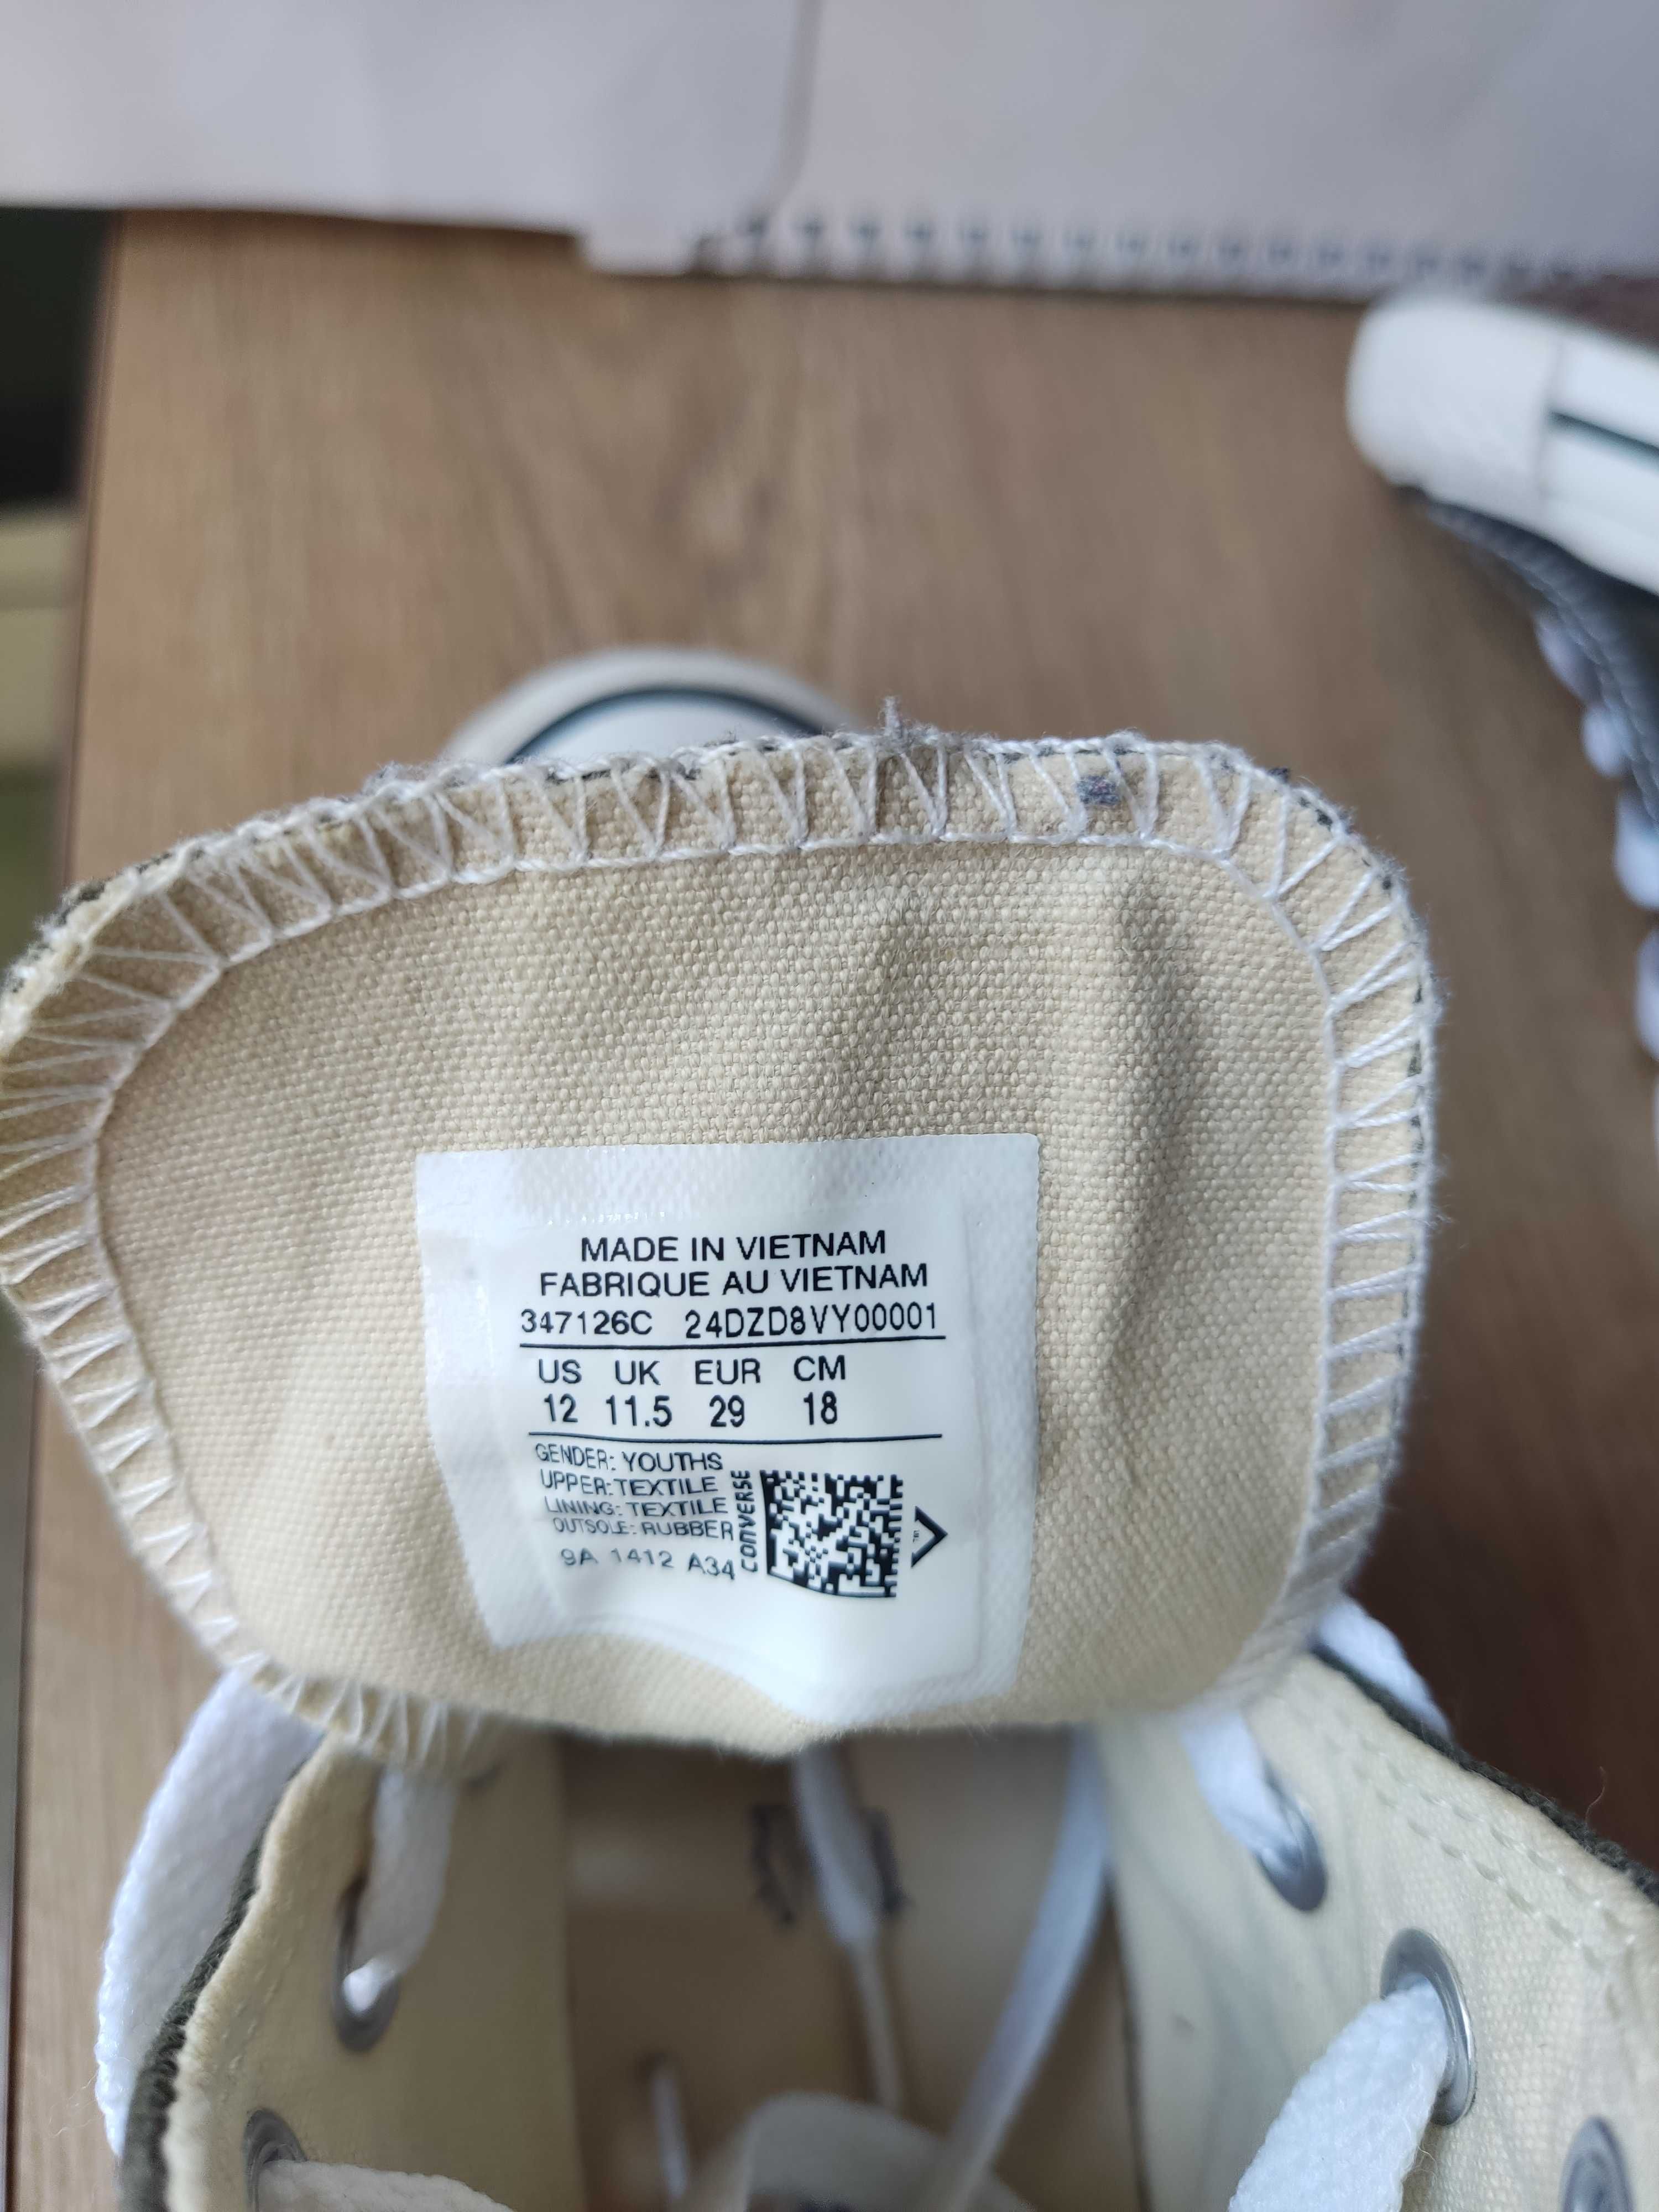 MADE IN VIETNAM
FABRIQUE AU VIETNAM
347126C 24DZD8VY00001
US UK EUR CM
12 11.5 29 18
GENDER: YOUTHS
UPPER: TEXTILE
LINING: TEXTILE
OUTSOLE: RUBBER
9A 1412 A34
CONVERSE